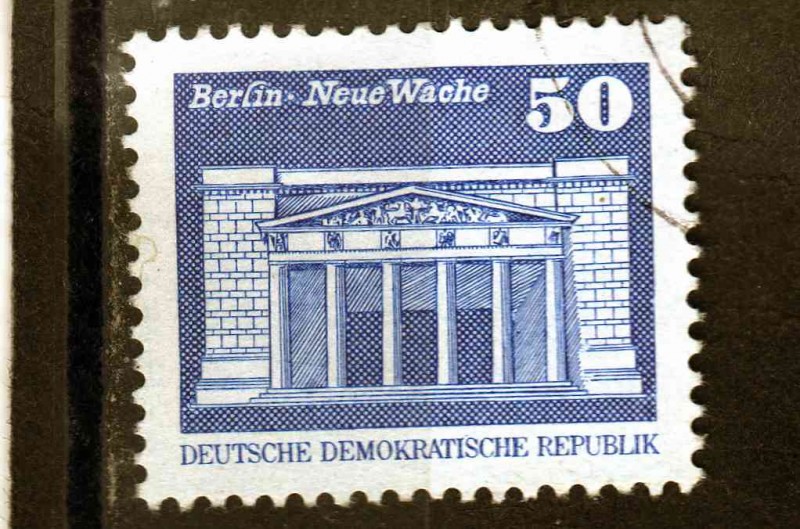 Berlin · Neue Wache 50
DEUTSCHE DEMOKRATISCHE REPUBLIK